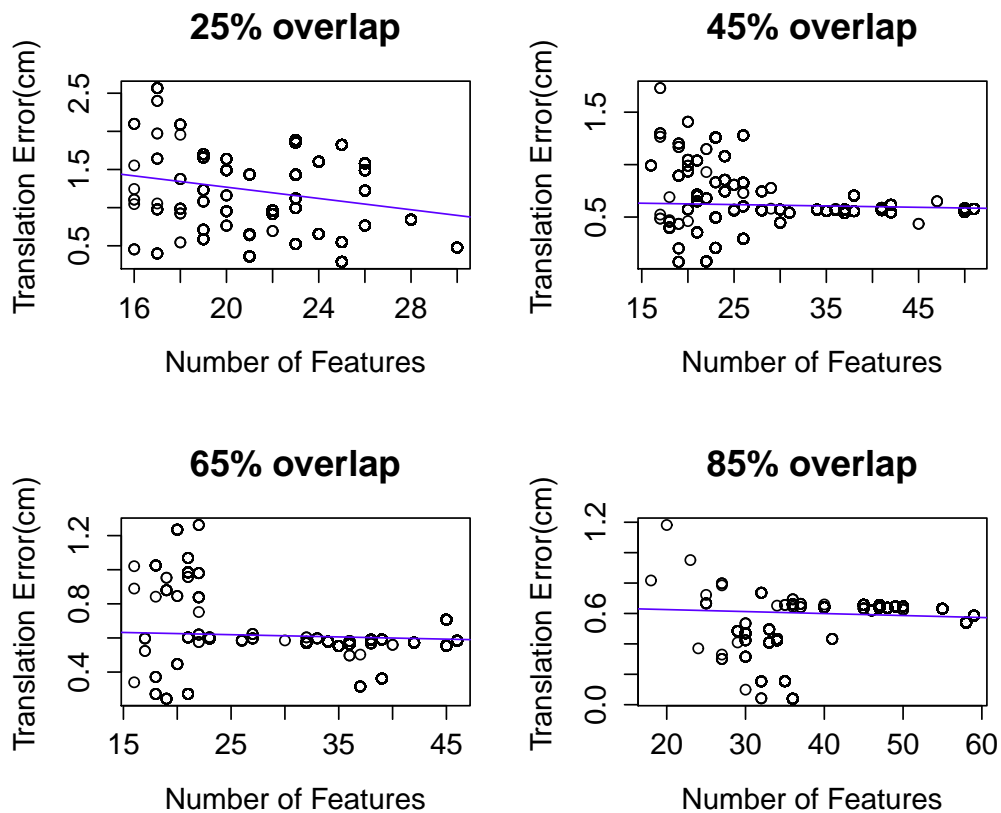 25% overlap
Translation Error(cm)
0.5 1.5 2.5
16 20 24 28
Number of Features
45% overlap
Translation Error(cm)
0.5 1.5
15 25 35 45
Number of Features
65% overlap
Translation Error(cm)
0.4 0.8 1.2
15 25 35 45
Number of Features
85% overlap
Translation Error(cm)
0.0 0.6 1.2
20 30 40 50 60
Number of Features